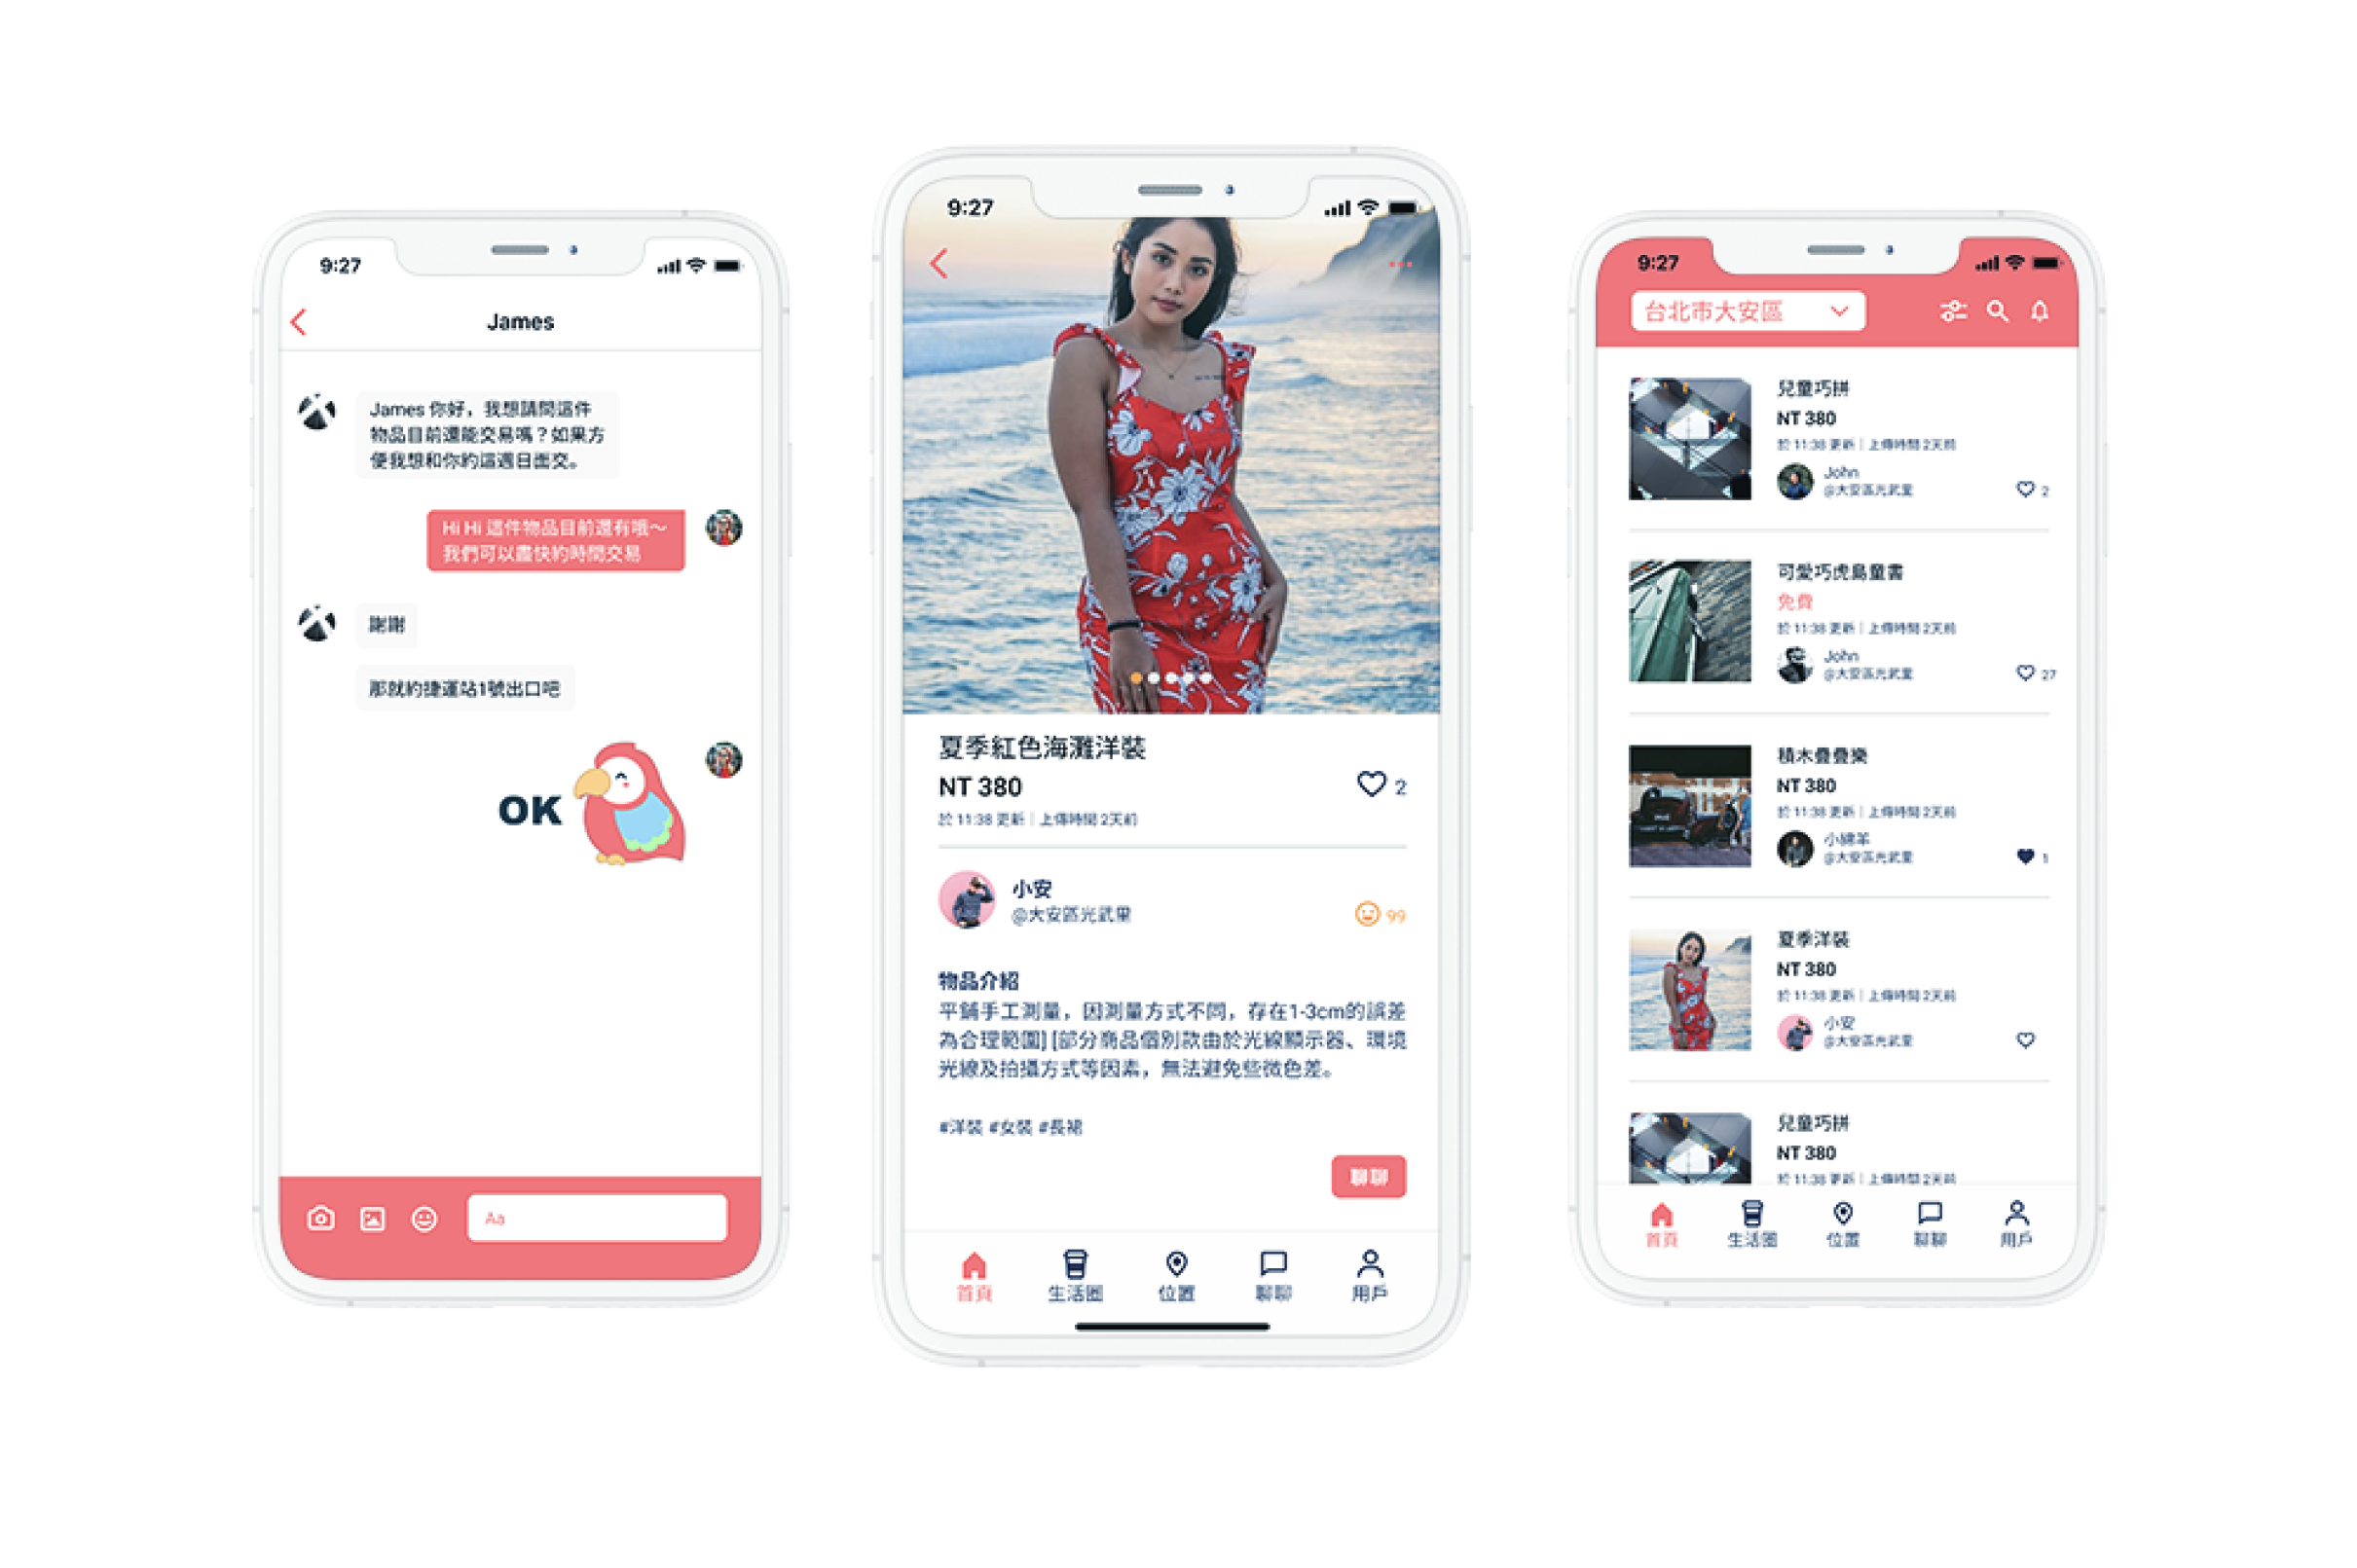 9:27
James
James 你好，我想請問這件
物品目前還能交易嗎？如果方
便我想和你約這週日面交。
Hi Hi 這件物品目前還有哦～
我們可以盡快約時間交易
謝謝
那就約捷運站1號出口吧
OK
Aa
9:27
夏季紅色海灘洋裝
NT 380
2
於 11:38 更新｜上傳時間 2天前
小安
@大安區光武里
99
物品介紹
平鋪手工測量，因測量方式不同，存在1-3cm的誤差
為合理範圍] [部分商品個別款由於光線顯示器、環境
光線及拍攝方式等因素，無法避免些微色差。
#洋裝 #女裝 #長裙
聊聊
首頁
生活圈
位置
聊聊
用戶
9:27
台北市大安區
兒童巧拼
NT 380
於 11:38 更新｜上傳時間 2天前
John
@大安區光武里
2
可愛巧虎島童書
免費
於 11:38 更新｜上傳時間 2天前
John
@大安區光武里
27
積木疊疊樂
NT 380
於 11:38 更新｜上傳時間 2天前
小綿羊
@大安區光武里
1
夏季洋裝
NT 380
於 11:38 更新｜上傳時間 2天前
小安
@大安區光武里
兒童巧拼
NT 380
於 11:38 更新｜上傳時間 2天前
首頁
生活圈
位置
聊聊
用戶